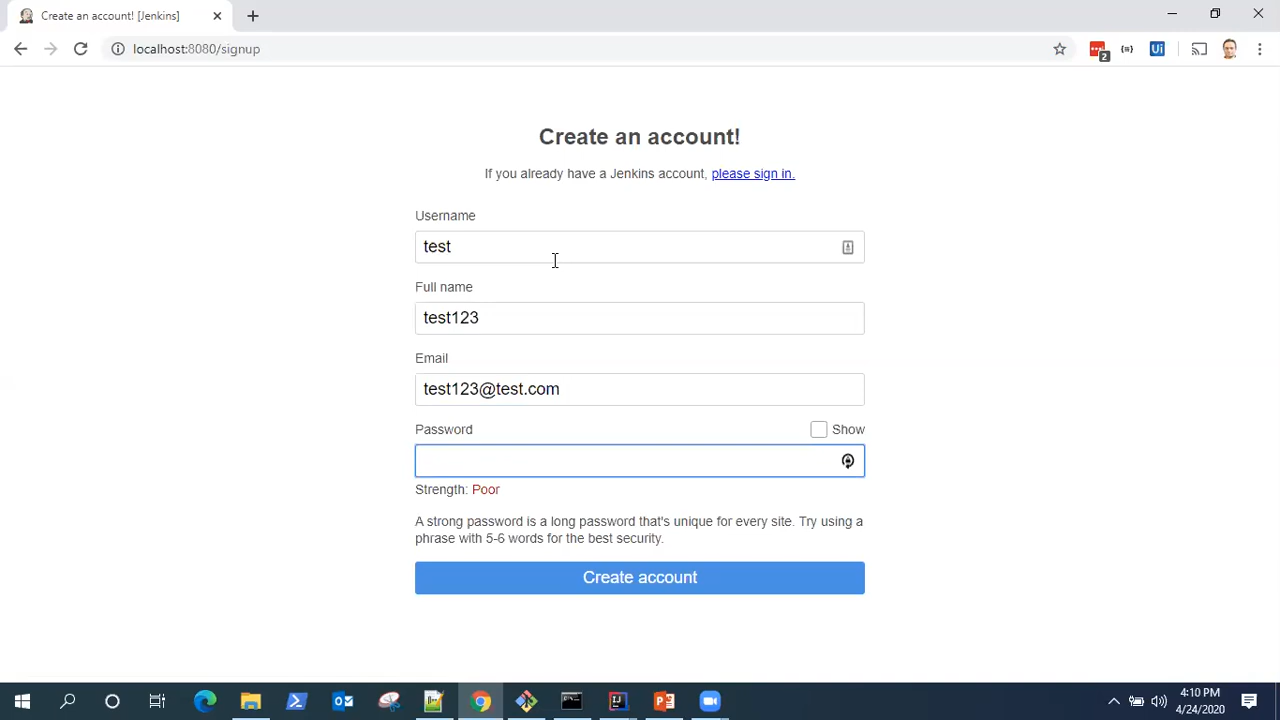 Create an account! [Jenkins]
localhost:8080/signup
2
Ui
Create an account!
If you already have a Jenkins account, please sign in.
Username
test
Full name
test123
Email
test123@test.com
Password
Show
Strength: Poor
A strong password is a long password that's unique for every site. Try using a
phrase with 5-6 words for the best security.
Create account
4:10 PM
4/24/2020